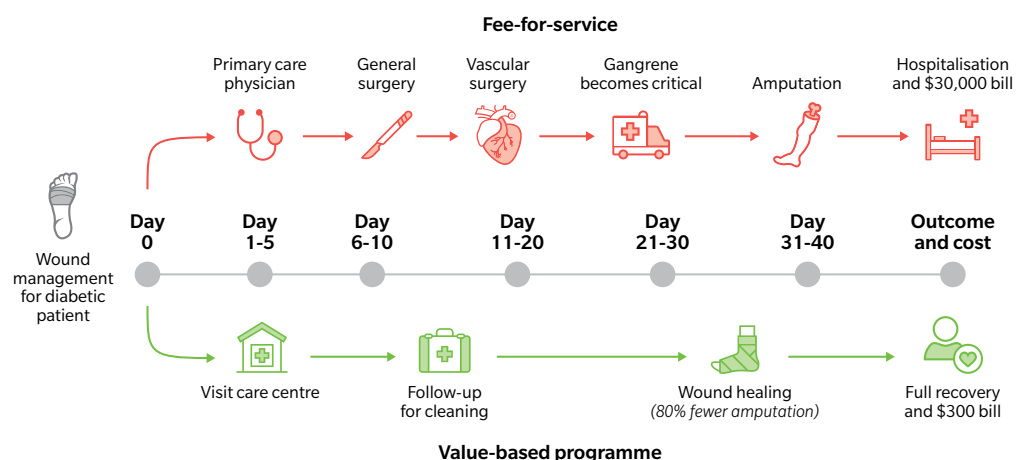 Fee-for-service
Primary care
physician
General
surgery
Vascular
surgery
Gangrene
becomes critical
Amputation
Hospitalisation
and $30,000 bill
Wound
management
for diabetic
patient
Day
0
Day
1-5
Day
6-10
Day
11-20
Day
21-30
Day
31-40
Outcome
and cost
Visit care centre
Follow-up
for cleaning
Wound healing
(80% fewer amputation)
Full recovery
and $300 bill
Value-based programme